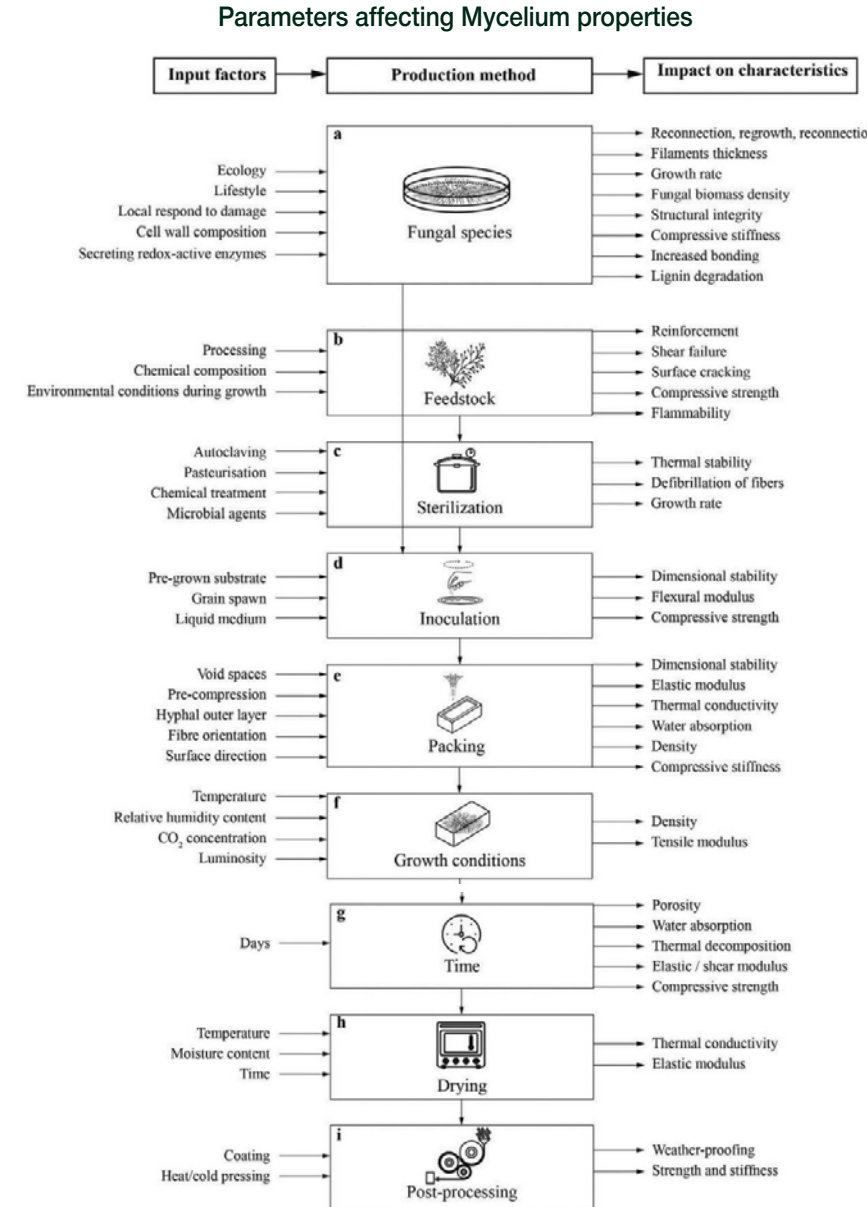 Parameters affecting Mycelium properties
Input factors
Production method
Impact on characteristics
a
Ecology
Lifestyle
Local respond to damage
Cell wall composition
Secreting redox-active enzymes
Fungal species
Reconnection, regrowth, reconnectio
Filaments thickness
Growth rate
Fungal biomass density
Structural integrity
Compressive stiffness
Increased bonding
Lignin degradation
b
Processing
Chemical composition
Environmental conditions during growth
Feedstock
Reinforcement
Shear failure
Surface cracking
Compressive strength
Flammability
c
Autoclaving
Pasteurisation
Chemical treatment
Microbial agents
Sterilization
Thermal stability
Defibrillation of fibers
Growth rate
d
Pre-grown substrate
Grain spawn
Liquid medium
Inoculation
Dimensional stability
Flexural modulus
Compressive strength
e
Void spaces
Pre-compression
Hyphal outer layer
Fibre orientation
Surface direction
Packing
Dimensional stability
Elastic modulus
Thermal conductivity
Water absorption
Density
Compressive stiffness
f
Temperature
Relative humidity content
CO₂ concentration
Luminosity
Growth conditions
Density
Tensile modulus
g
Days
Time
Porosity
Water absorption
Thermal decomposition
Elastic / shear modulus
Compressive strength
h
Temperature
Moisture content
Time
Drying
Thermal conductivity
Elastic modulus
i
Coating
Heat/cold pressing
Post-processing
Weather-proofing
Strength and stiffness